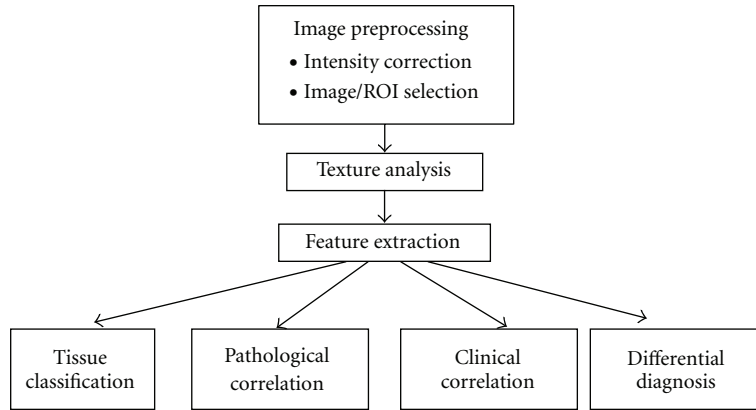 Image preprocessing
• Intensity correction
• Image/ROI selection
Texture analysis
Feature extraction
Tissue
classification
Pathological
correlation
Clinical
correlation
Differential
diagnosis